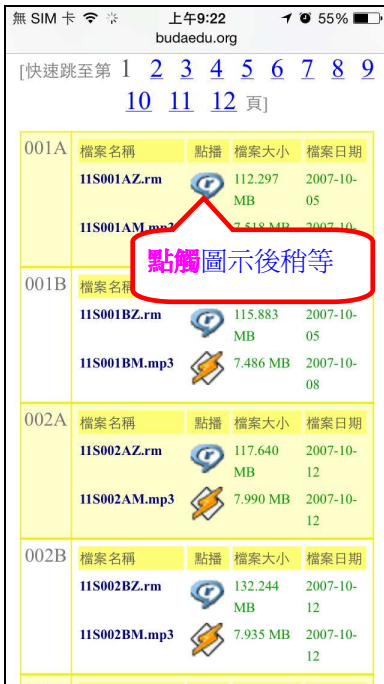 無 SIM 卡 上午9:22 55%
budaedu.org
[快速跳至第 1 2 3 4 5 6 7 8 9
10 11 12 頁]
001A 檔案名稱 點播 檔案大小 檔案日期
11S001AZ.rm 112.297 2007-10-
MB 05
11S001AM.mp3 7.518 MB 2007-10-
點觸圖示後稍等
001B 檔案名稱
11S001BZ.rm 115.883 2007-10-
MB 05
11S001BM.mp3 7.486 MB 2007-10-
08
002A 檔案名稱 點播 檔案大小 檔案日期
11S002AZ.rm 117.640 2007-10-
MB 12
11S002AM.mp3 7.990 MB 2007-10-
12
002B 檔案名稱 點播 檔案大小 檔案日期
11S002BZ.rm 132.244 2007-10-
MB 12
11S002BM.mp3 7.935 MB 2007-10-
12